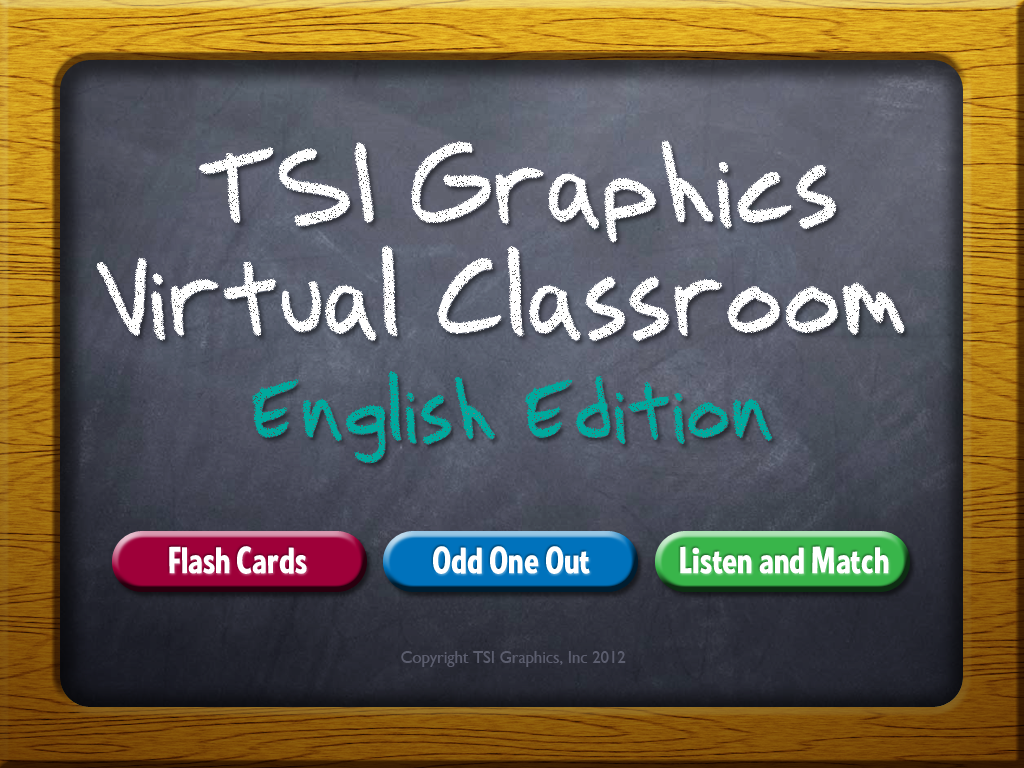 TSI Graphics
Virtual Classroom
English Edition
Flash Cards
Odd One Out
Listen and Match
Copyright TSI Graphics, Inc 2012